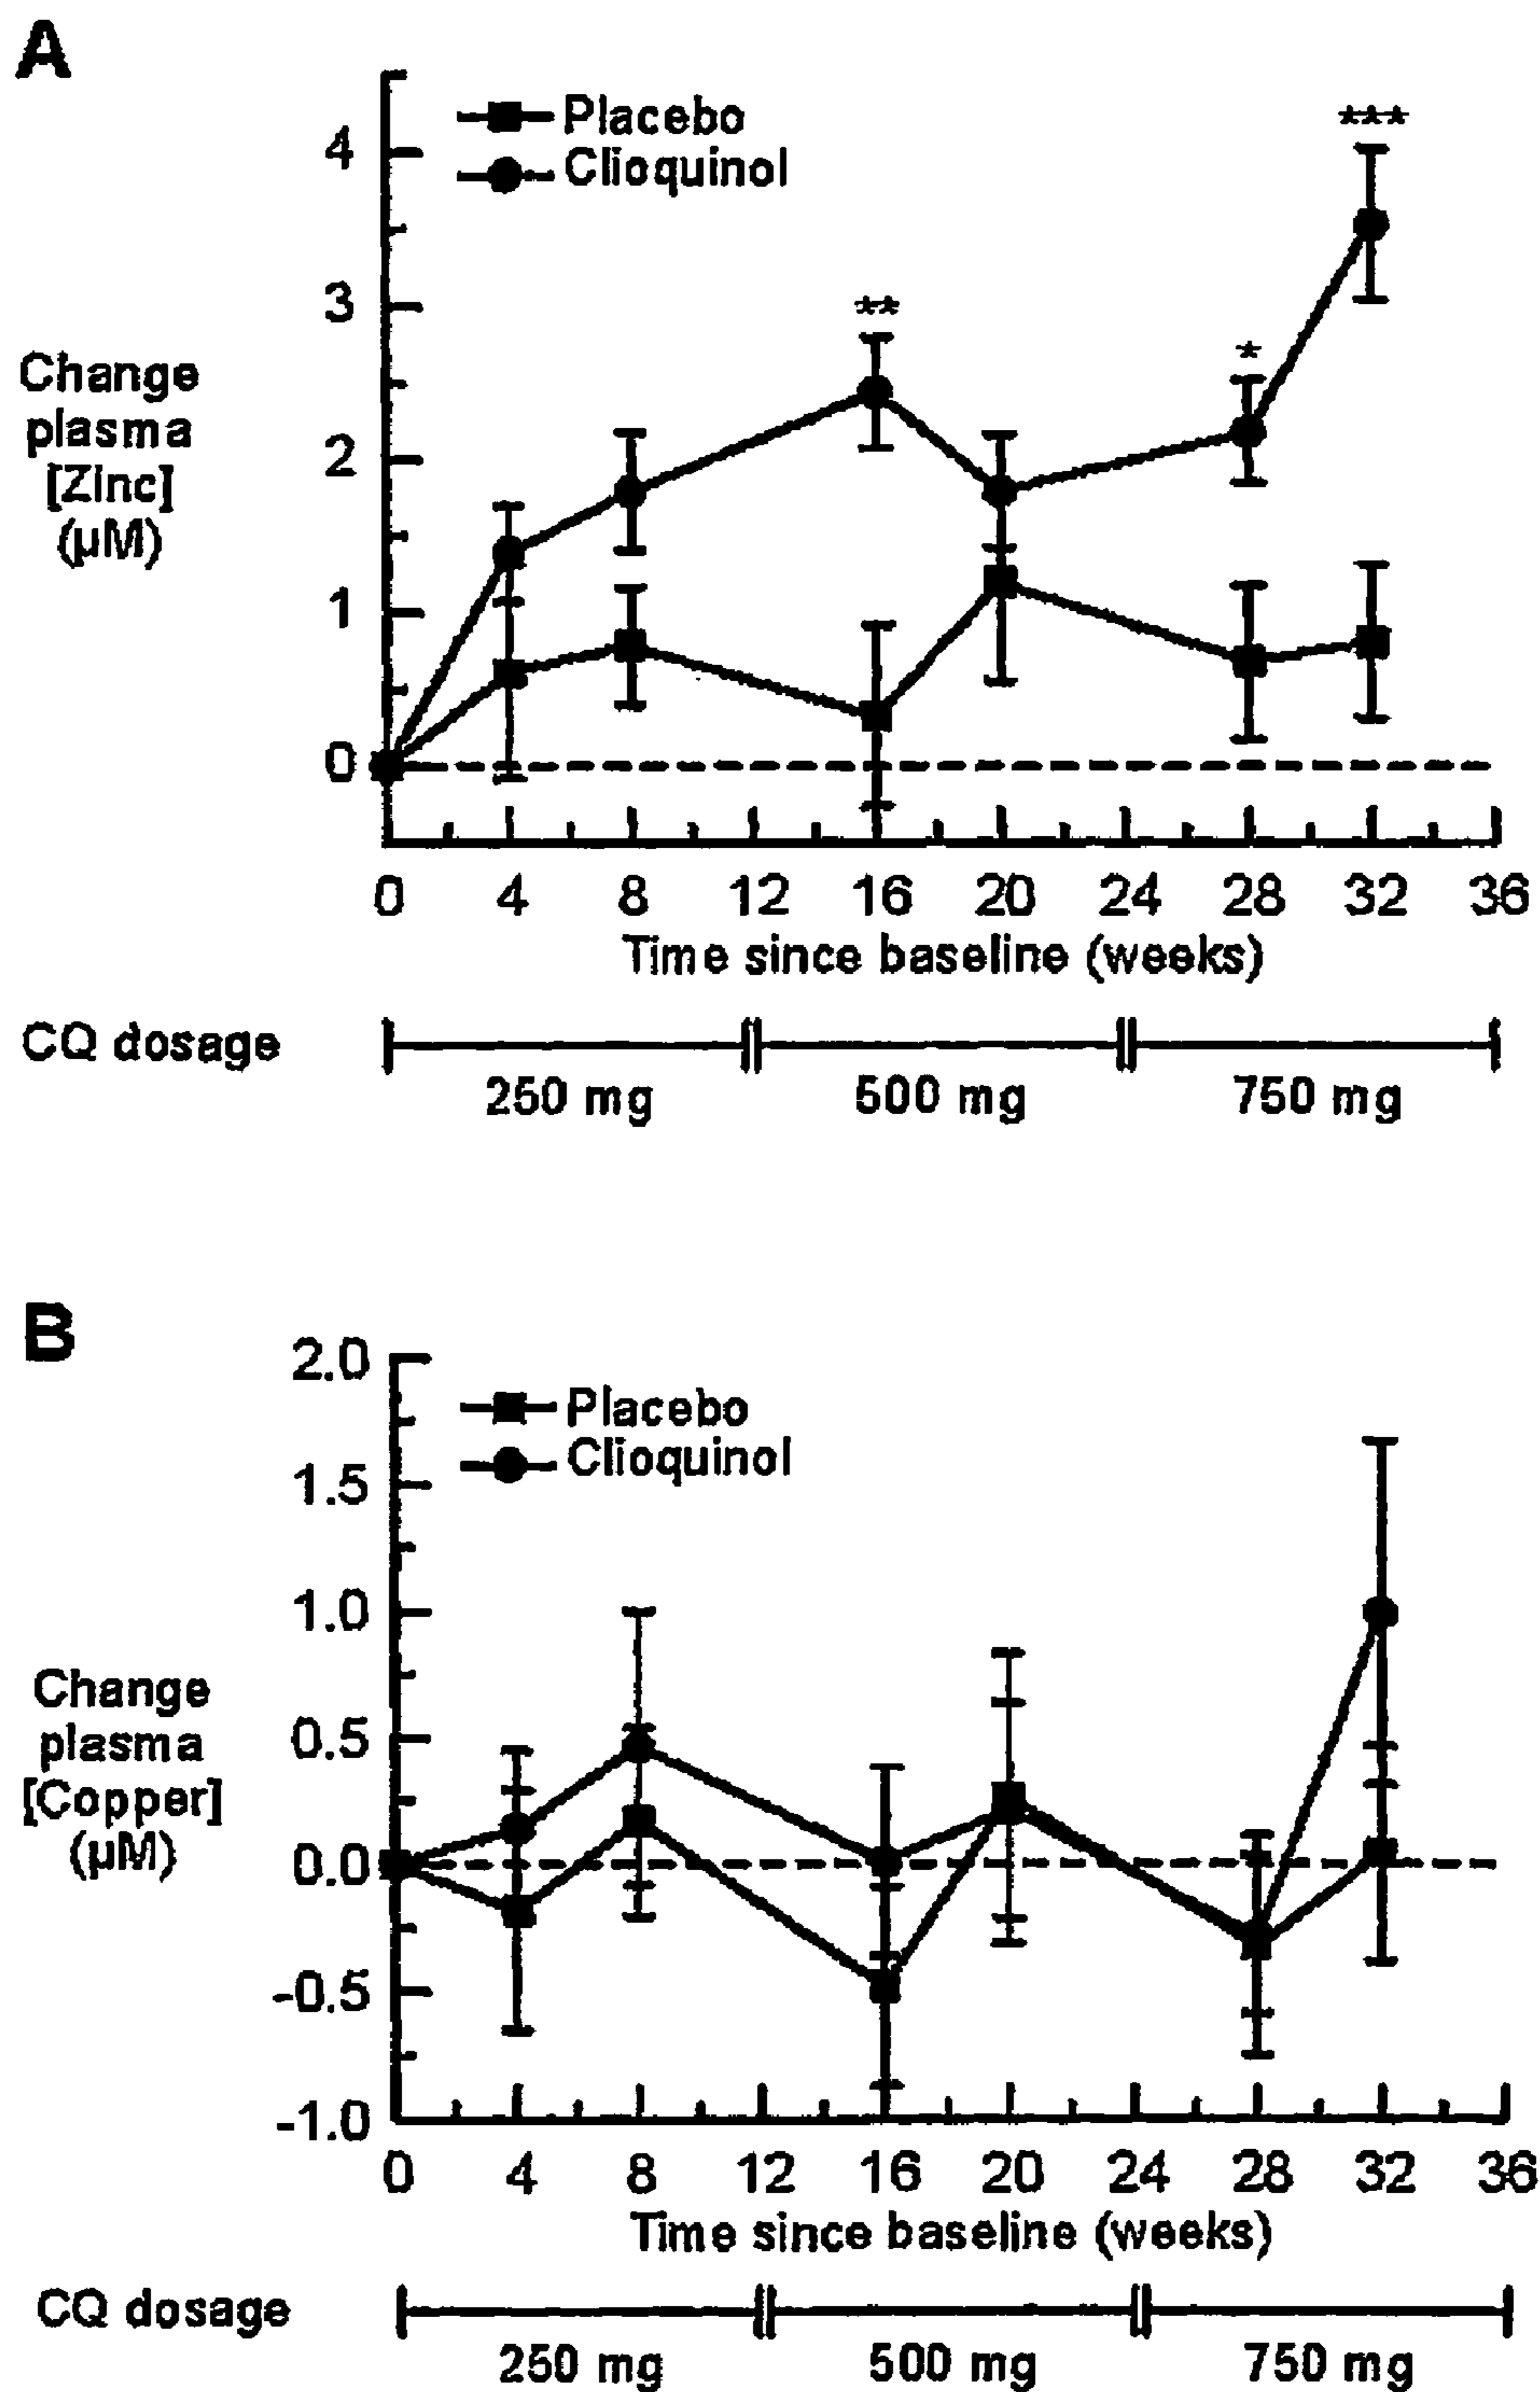 A
Placebo
Clioquinol
4
3
2
1
0
Change
plasma
[Zinc]
(µM)
**
*
***
0 4 8 12 16 20 24 28 32 36
Time since baseline (weeks)
CQ dosage
250 mg 500 mg 750 mg
B
Placebo
Clioquinol
2.0
1.5
1.0
0.5
0.0
-0.5
-1.0
Change
plasma
[Copper]
(µM)
0 4 8 12 16 20 24 28 32 36
Time since baseline (weeks)
CQ dosage
250 mg 500 mg 750 mg